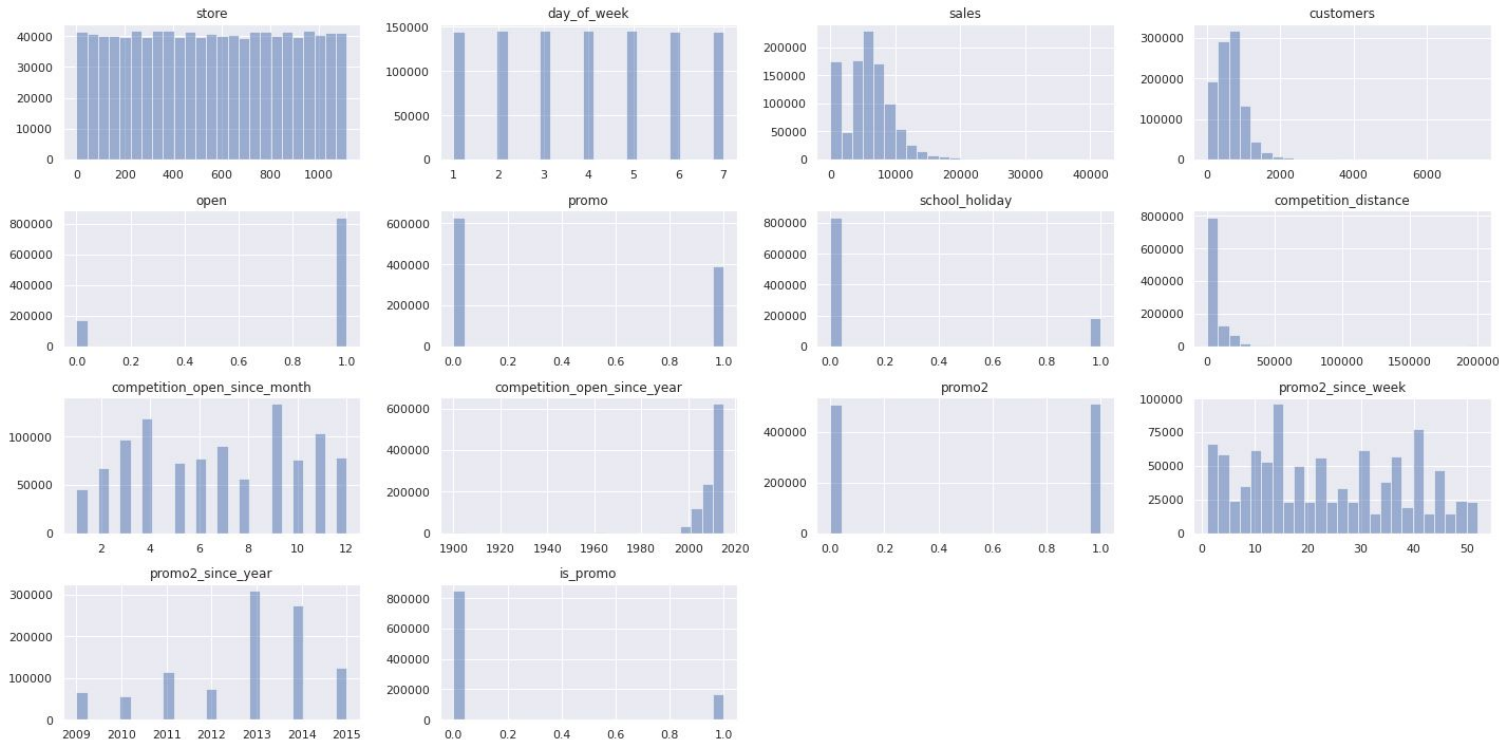 store
40000
30000
20000
10000
0
0 200 400 600 800 1000
day_of_week
150000
100000
50000
0
1 2 3 4 5 6 7
sales
200000
150000
100000
50000
0
0 10000 20000 30000 40000
customers
300000
200000
100000
0
0 2000 4000 6000
open
800000
600000
400000
200000
0
0.0 0.2 0.4 0.6 0.8 1.0
promo
600000
400000
200000
0
0.0 0.2 0.4 0.6 0.8 1.0
school_holiday
800000
600000
400000
200000
0
0.0 0.2 0.4 0.6 0.8 1.0
competition_distance
800000
600000
400000
200000
0
0 50000 100000 150000 200000
competition_open_since_month
100000
50000
0
2 4 6 8 10 12
competition_open_since_year
600000
400000
200000
0
1900 1920 1940 1960 1980 2000 2020
promo2
400000
200000
0
0.0 0.2 0.4 0.6 0.8 1.0
promo2_since_week
100000
75000
50000
25000
0
0 10 20 30 40 50
promo2_since_year
300000
200000
100000
0
2009 2010 2011 2012 2013 2014 2015
is_promo
800000
600000
400000
200000
0
0.0 0.2 0.4 0.6 0.8 1.0